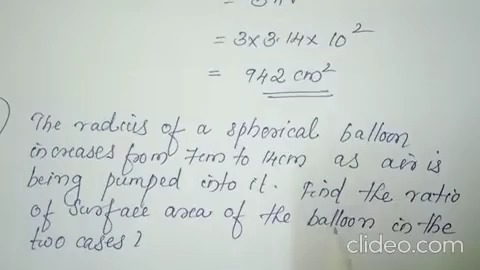 = 3×3.14×10²
= 942 cm²
The radius of a spherical balloon
increases from 7cm to 14cm as air is
being pumped into it. Find the ratio
of Surface area of the balloon in the
two cases?
clideo.com